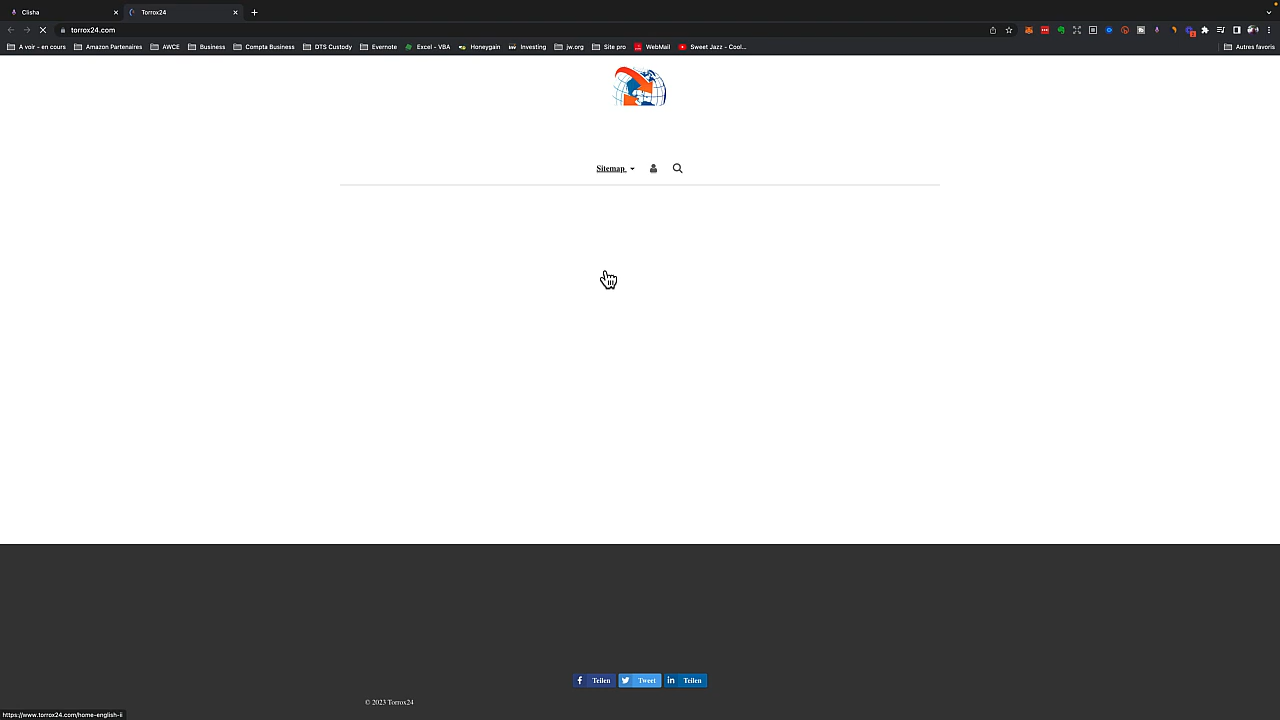 Clisha
Torrox24
torrox24.com
A voir - en cours
Amazon Partenaires
AWCE
Business
Compta Business
DTS Custody
Evernote
Excel - VBA
Honeygain
Investing
jw.org
Site pro
WebMail
Sweet Jazz - Cool...
Autres favoris
Sitemap
Teilen
Tweet
Teilen
© 2023 Torrox24
https://www.torrox24.com/home-english-ii